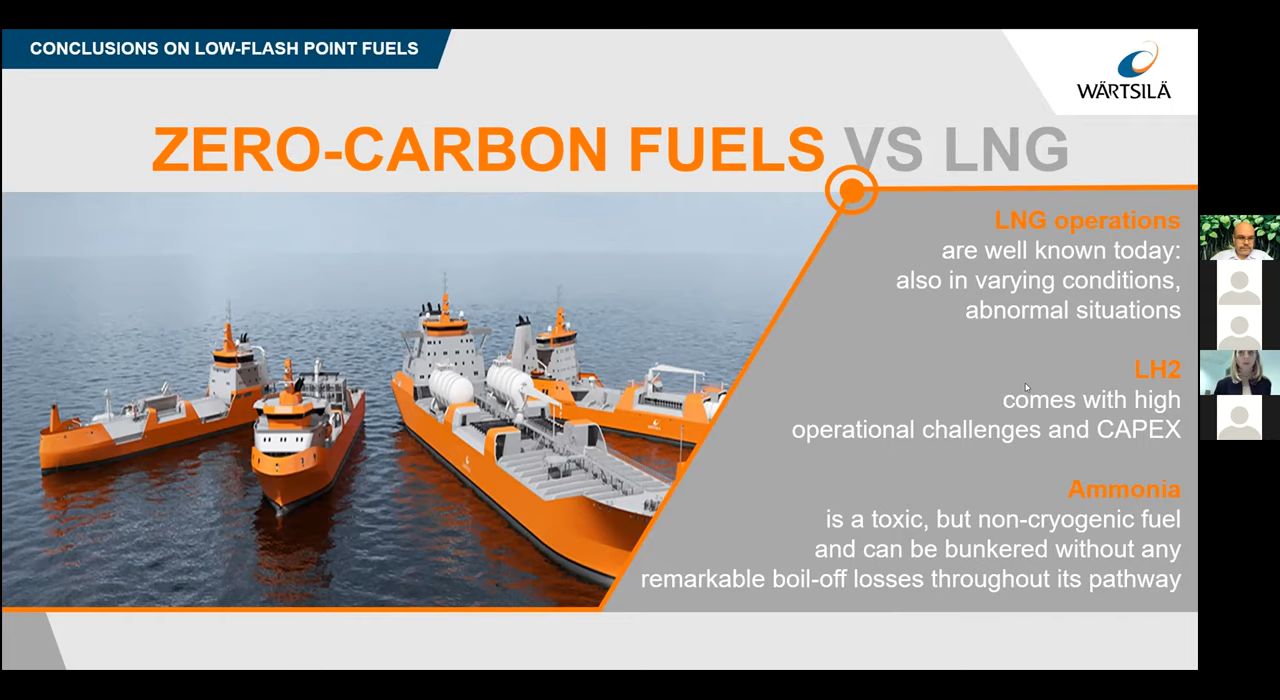 CONCLUSIONS ON LOW-FLASH POINT FUELS
WÄRTSILÄ
ZERO-CARBON FUELS VS LNG
LNG operations
are well known today:
also in varying conditions,
abnormal situations
LH2
comes with high
operational challenges and CAPEX
Ammonia
is a toxic, but non-cryogenic fuel
and can be bunkered without any
remarkable boil-off losses throughout its pathway